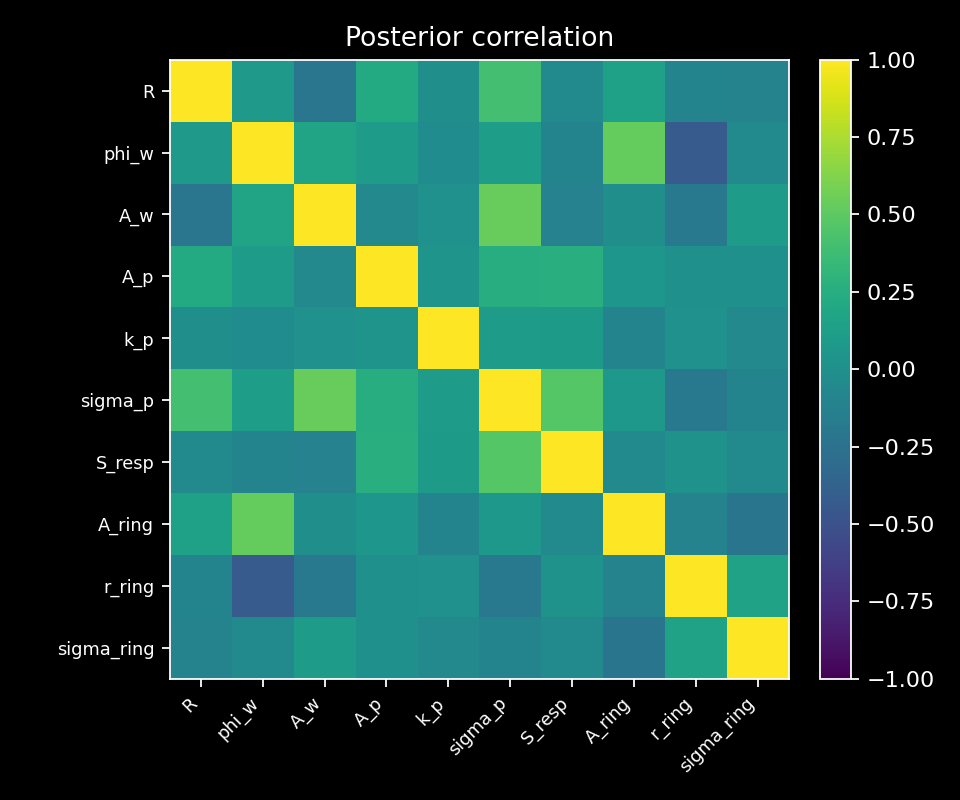 Posterior correlation
R
phi_w
A_w
A_p
k_p
sigma_p
S_resp
A_ring
r_ring
sigma_ring
R
phi_w
A_w
A_p
k_p
sigma_p
S_resp
A_ring
r_ring
sigma_ring
1.00
0.75
0.50
0.25
0.00
−0.25
−0.50
−0.75
−1.00